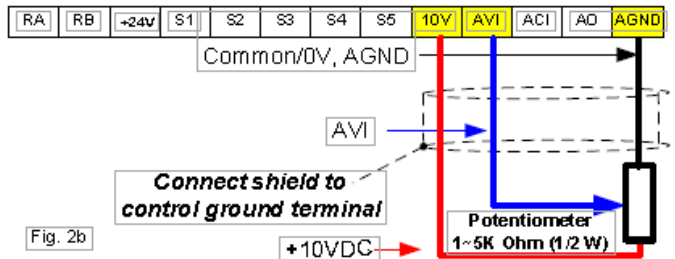 RA RB +24V S1 S2 S3 S4 S5 10V AVI ACI AO AGND
Common/0V, AGND
AVI
Connect shield to
control ground terminal
Potentiometer
1~5K Ohm (1/2 W)
Fig. 2b
+10VDC